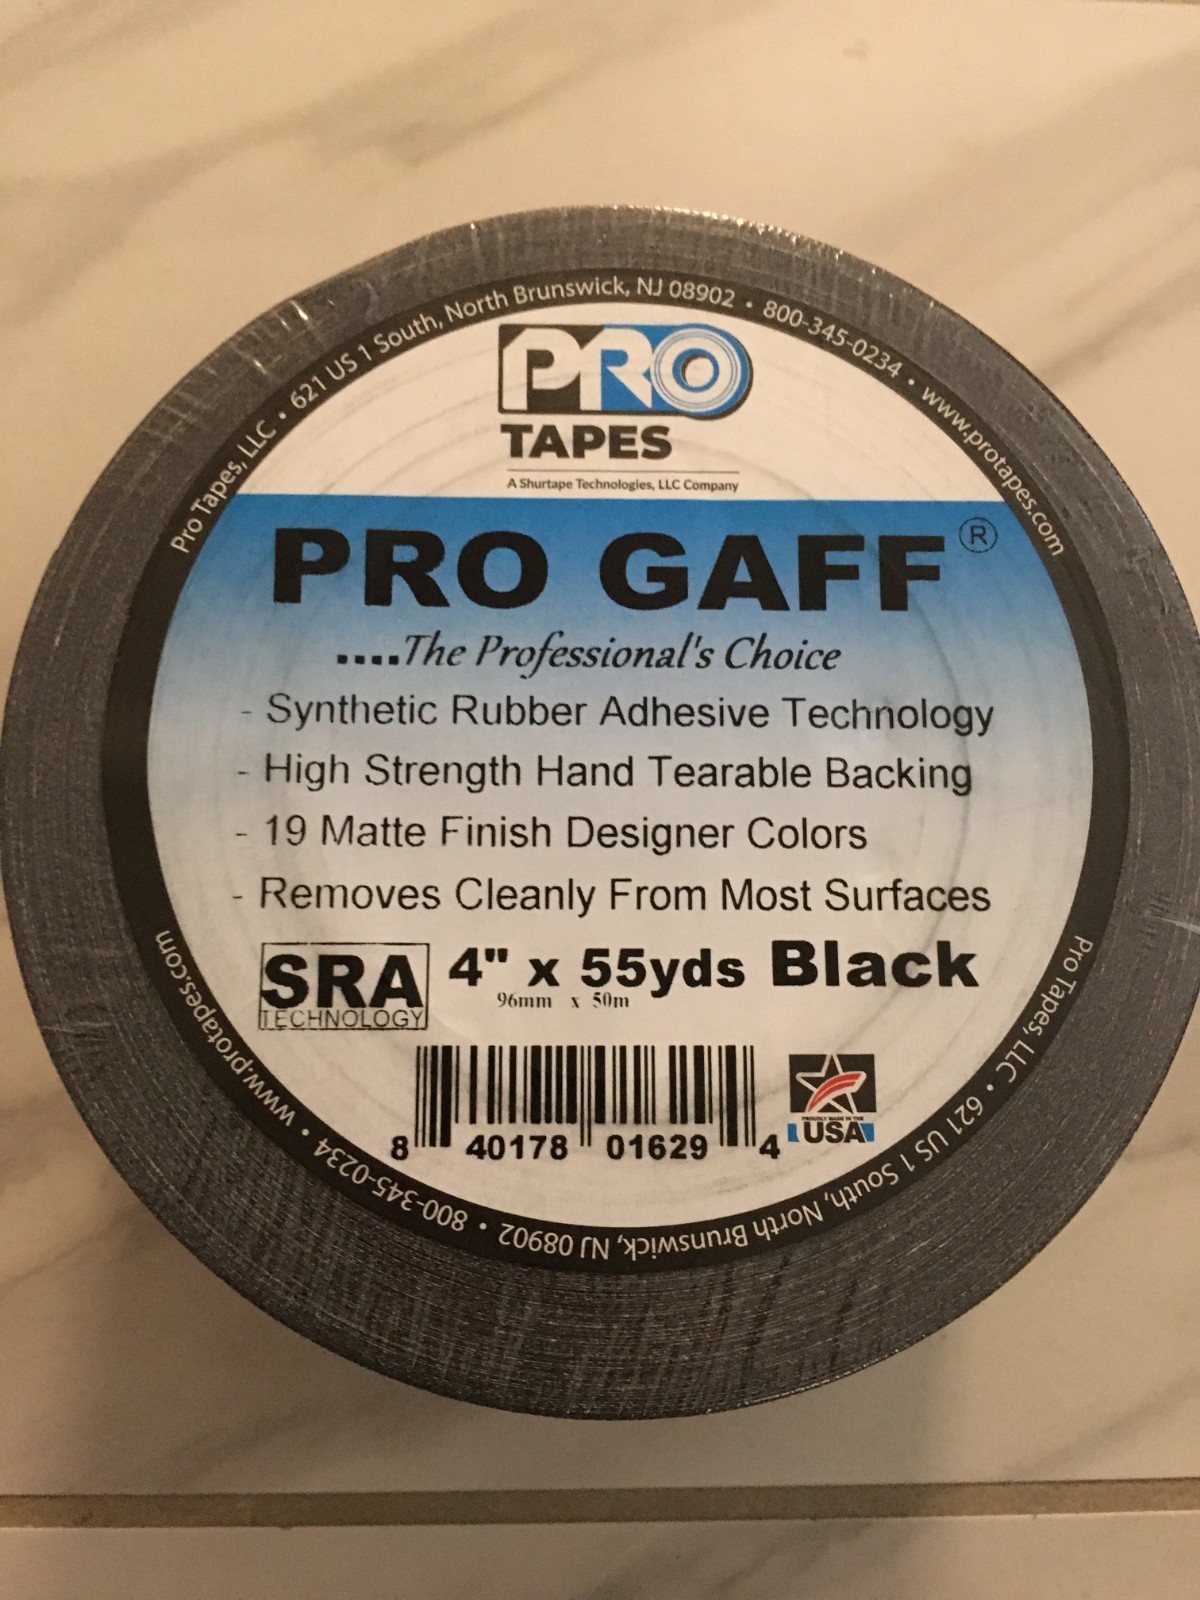 Pro Tapes, LLC • 621 US 1 South, North Brunswick, NJ 08902 • 800-345-0234 • www.protapes.com
PRO
TAPES
A Shurtape Technologies, LLC Company
PRO GAFF®
....The Professional's Choice
- Synthetic Rubber Adhesive Technology
- High Strength Hand Tearable Backing
- 19 Matte Finish Designer Colors
- Removes Cleanly From Most Surfaces
SRA
TECHNOLOGY
4" x 55yds Black
96mm x 50m
8 40178 01629 4
PROUDLY MADE IN THE
USA
Pro Tapes, LLC • 621 US 1 South, North Brunswick, NJ 08902 • 800-345-0234 • www.protapes.com